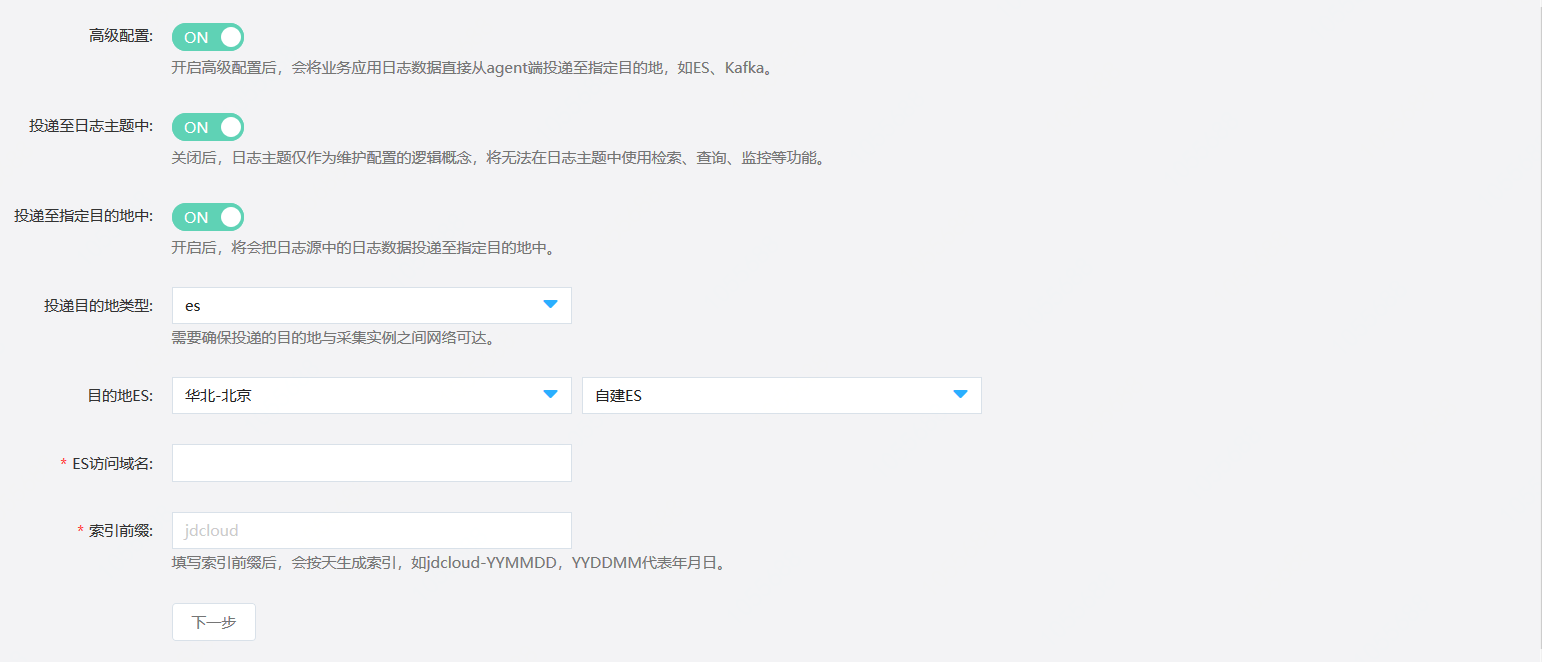 高级配置: ON
开启高级配置后，会将业务应用日志数据直接从agent端投递至指定目的地，如ES、Kafka。
投递至日志主题中: ON
关闭后，日志主题仅作为维护配置的逻辑概念，将无法在日志主题中使用检索、查询、监控等功能。
投递至指定目的地中: ON
开启后，将会把日志源中的日志数据投递至指定目的地中。
投递目的地类型: es
需要确保投递的目的地与采集实例之间网络可达。
目的地ES: 华北-北京 自建ES
* ES访问域名:
* 索引前缀: jdcloud
填写索引前缀后，会按天生成索引，如jdcloud-YYMMDD，YYDDMM代表年月日。
下一步